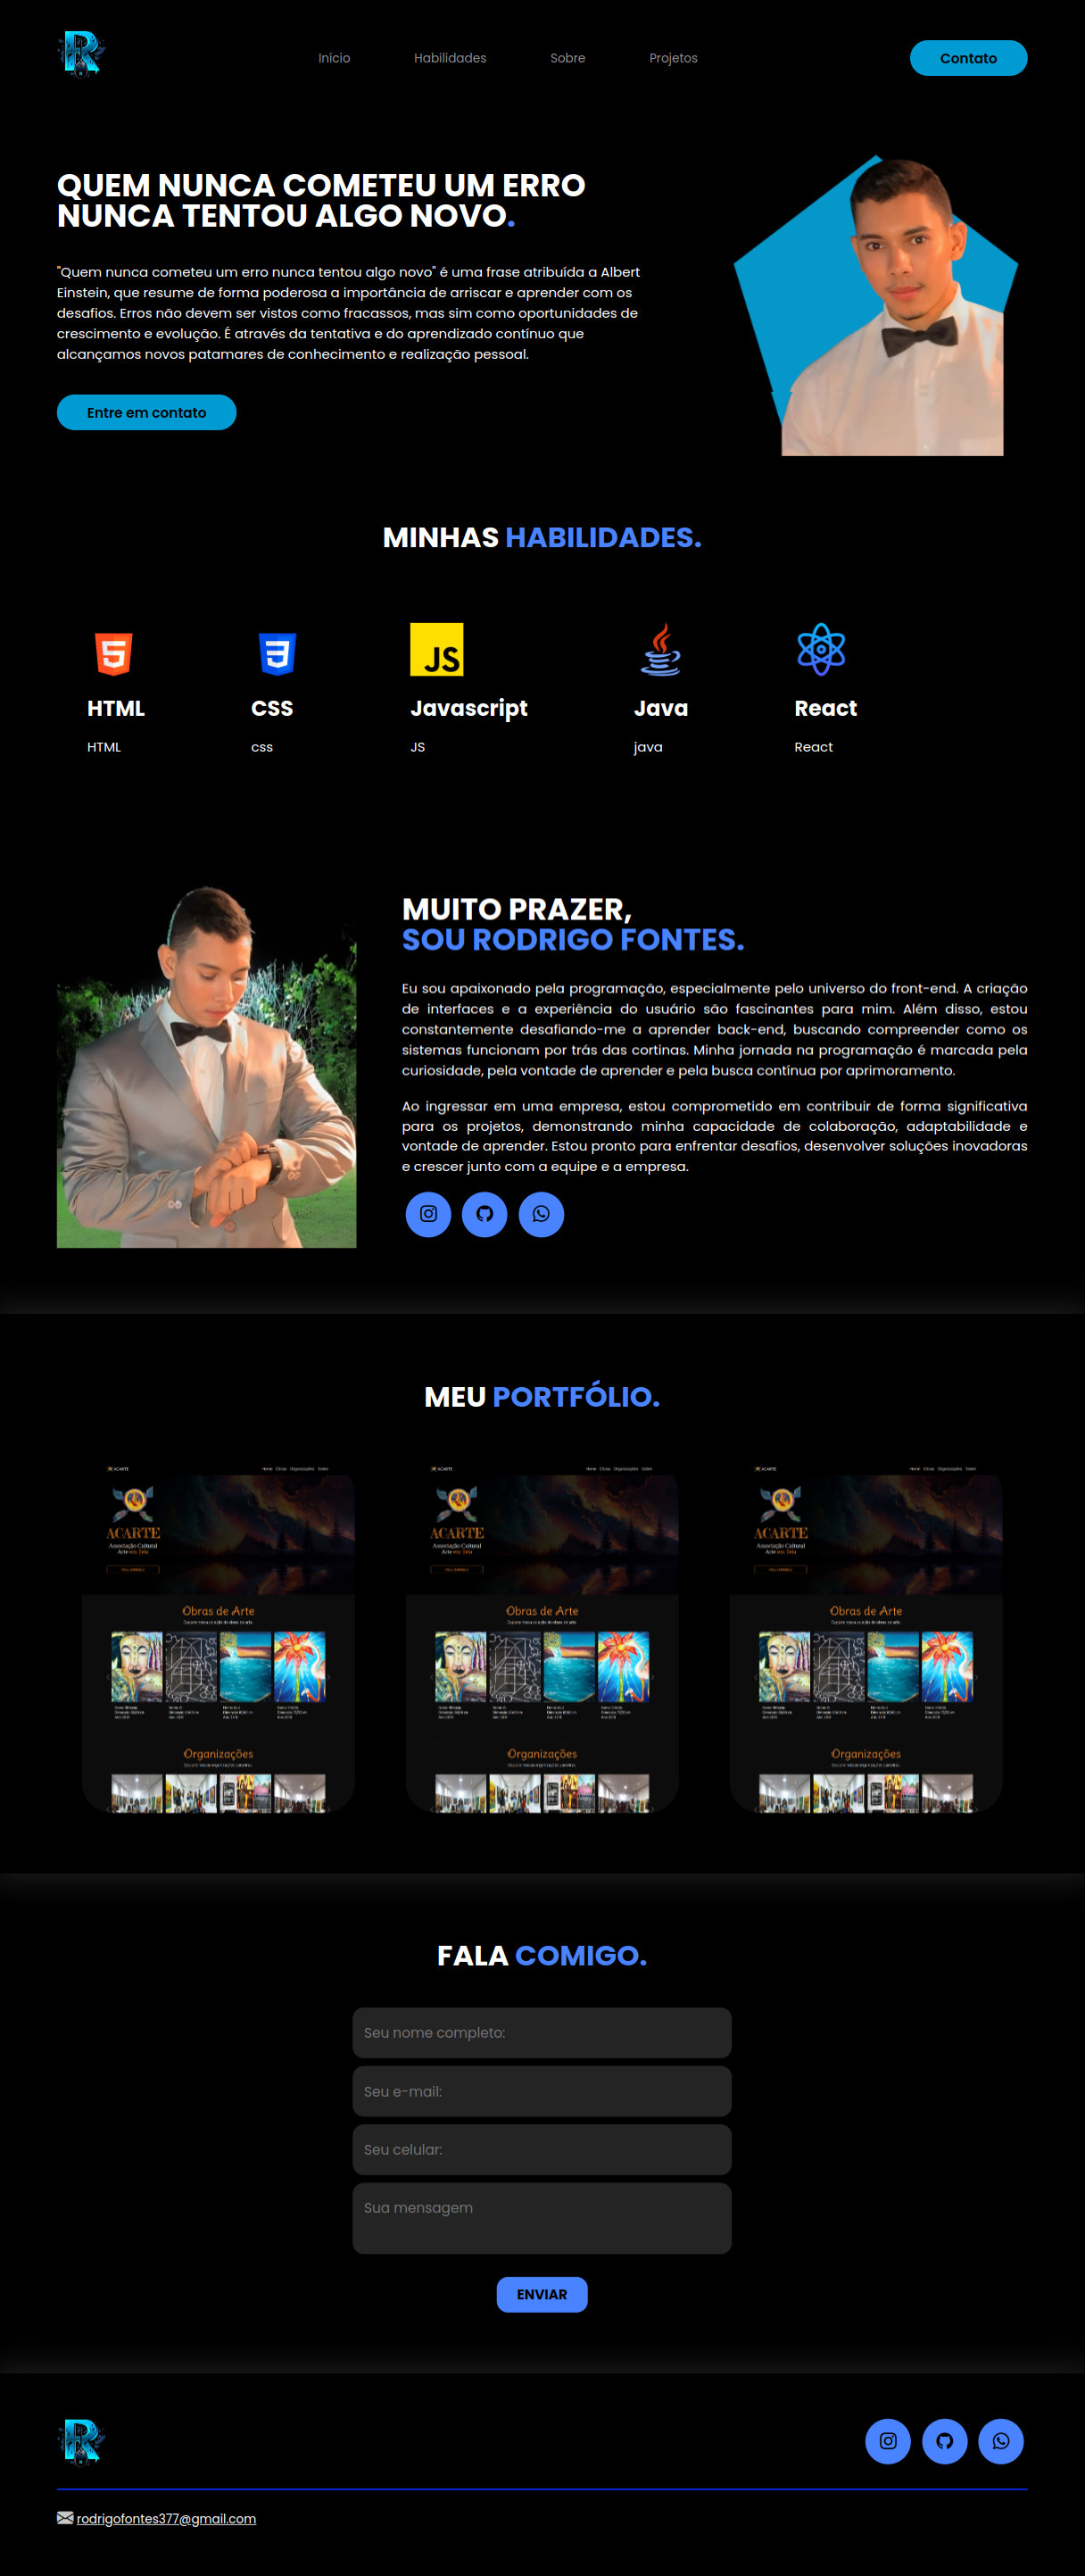 Início
Habilidades
Sobre
Projetos
Contato
QUEM NUNCA COMETEU UM ERRO
NUNCA TENTOU ALGO NOVO.
"Quem nunca cometeu um erro nunca tentou algo novo" é uma frase atribuída a Albert
Einstein, que resume de forma poderosa a importância de arriscar e aprender com os
desafios. Erros não devem ser vistos como fracassos, mas sim como oportunidades de
crescimento e evolução. É através da tentativa e do aprendizado contínuo que
alcançamos novos patamares de conhecimento e realização pessoal.
Entre em contato
MINHAS HABILIDADES.
JS
HTML
CSS
Javascript
Java
React
HTML
css
JS
java
React
MUITO PRAZER,
SOU RODRIGO FONTES.
Eu sou apaixonado pela programação, especialmente pelo universo do front-end. A criação
de interfaces e a experiência do usuário são fascinantes para mim. Além disso, estou
constantemente desafiando-me a aprender back-end, buscando compreender como os
sistemas funcionam por trás das cortinas. Minha jornada na programação é marcada pela
curiosidade, pela vontade de aprender e pela busca contínua por aprimoramento.
Ao ingressar em uma empresa, estou comprometido em contribuir de forma significativa
para os projetos, demonstrando minha capacidade de colaboração, adaptabilidade e
vontade de aprender. Estou pronto para enfrentar desafios, desenvolver soluções inovadoras
e crescer junto com a equipe e a empresa.
MEU PORTFÓLIO.
ACARTE
Associação Cultural
Arte em Tela
Obras de Arte
Organizações
ACARTE
Associação Cultural
Arte em Tela
Obras de Arte
Organizações
ACARTE
Associação Cultural
Arte em Tela
Obras de Arte
Organizações
FALA COMIGO.
Seu nome completo:
Seu e-mail:
Seu celular:
Sua mensagem
ENVIAR
rodrigofontes377@gmail.com